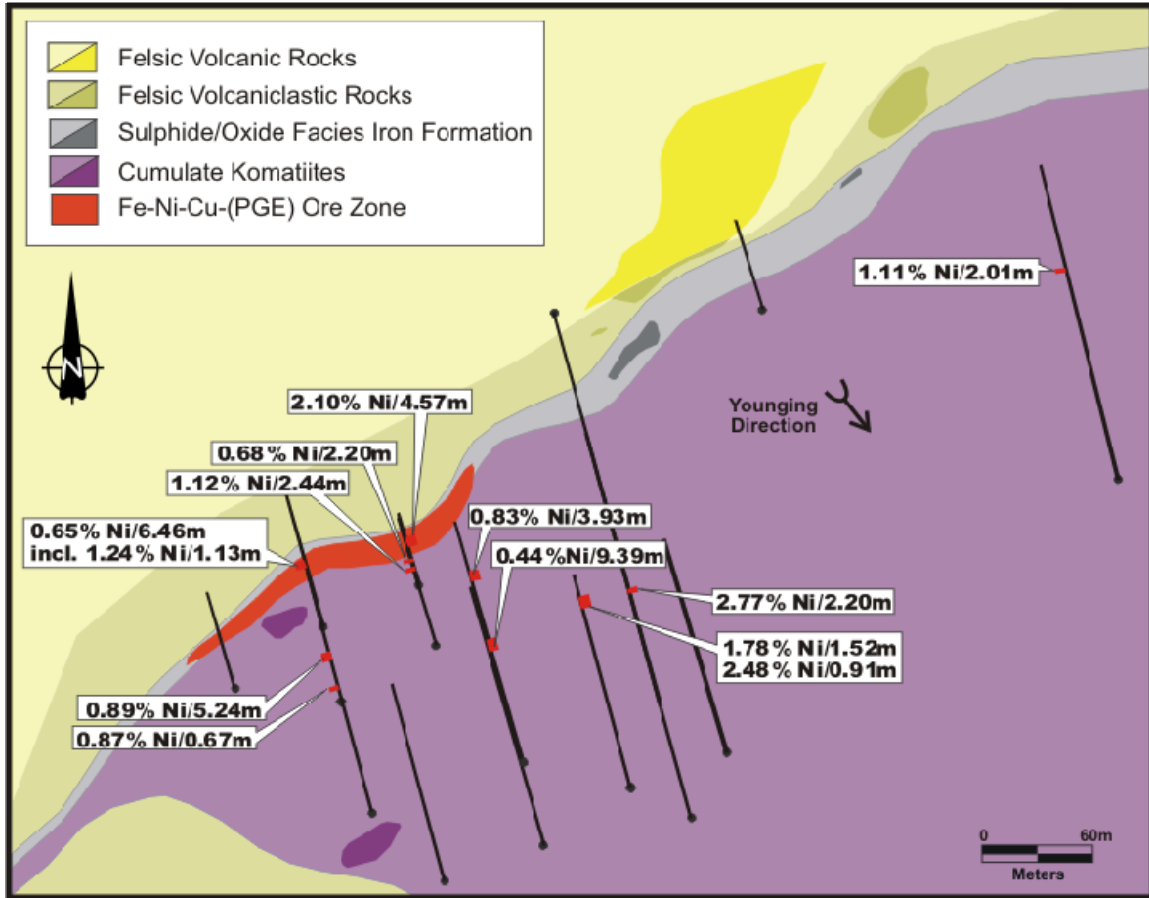 Felsic Volcanic Rocks
Felsic Volcaniclastic Rocks
Sulphide/Oxide Facies Iron Formation
Cumulate Komatiites
Fe-Ni-Cu-(PGE) Ore Zone
N
1.11% Ni/2.01m
2.10% Ni/4.57m
0.68% Ni/2.20m
1.12% Ni/2.44m
Younging
Direction
0.65% Ni/6.46m
incl. 1.24% Ni/1.13m
0.83% Ni/3.93m
0.44%Ni/9.39m
2.77% Ni/2.20m
1.78% Ni/1.52m
2.48% Ni/0.91m
0.89% Ni/5.24m
0.87% Ni/0.67m
0 60m
Meters